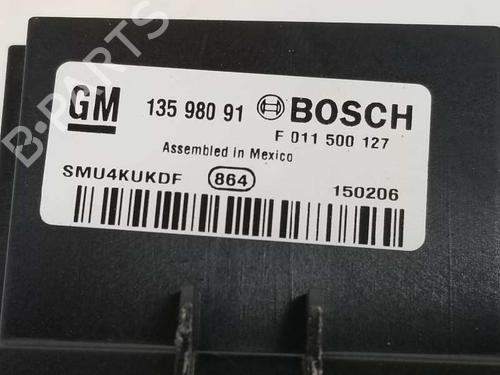 GM 135 980 91 BOSCH
F 011 500 127
Assembled in Mexico
SMU4KUKDF 864 150206
B-PARTS